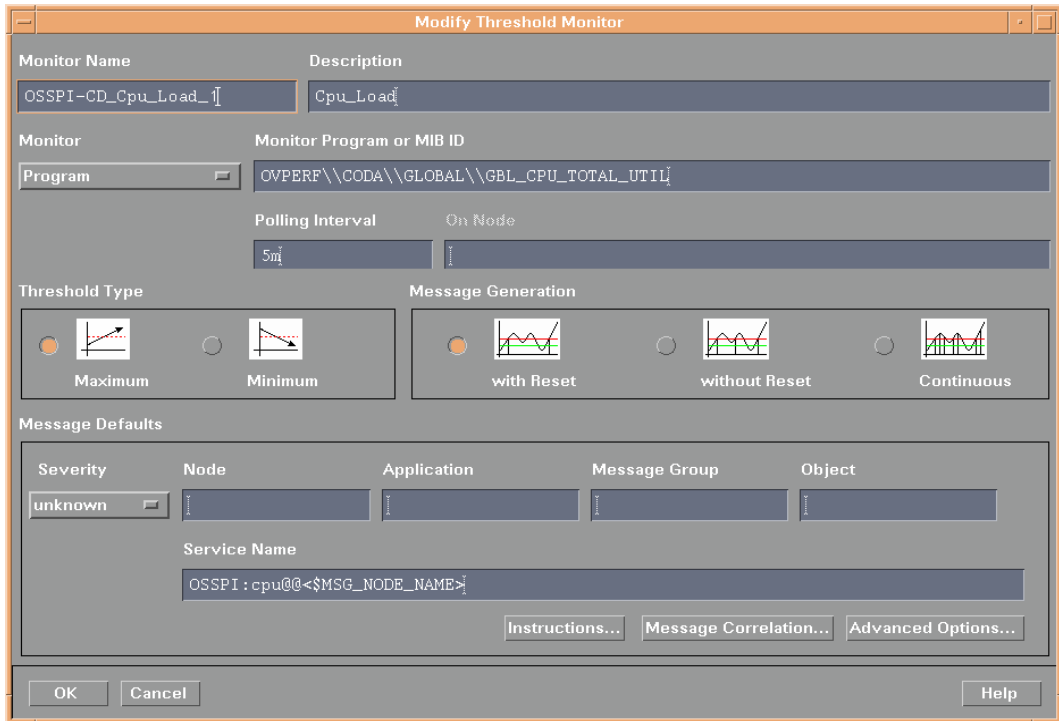 Modify Threshold Monitor
Monitor Name Description
OSSPI-CD_Cpu_Load_1 Cpu_Load
Monitor Monitor Program or MIB ID
Program OVPERF\\CODA\\GLOBAL\\GBL_CPU_TOTAL_UTIL
Polling Interval On Node
5m
Threshold Type Message Generation
Maximum Minimum with Reset without Reset Continuous
Message Defaults
Severity Node Application Message Group Object
unknown
Service Name
OSSPI:cpu@@<$MSG_NODE_NAME>
Instructions... Message Correlation... Advanced Options...
OK Cancel Help